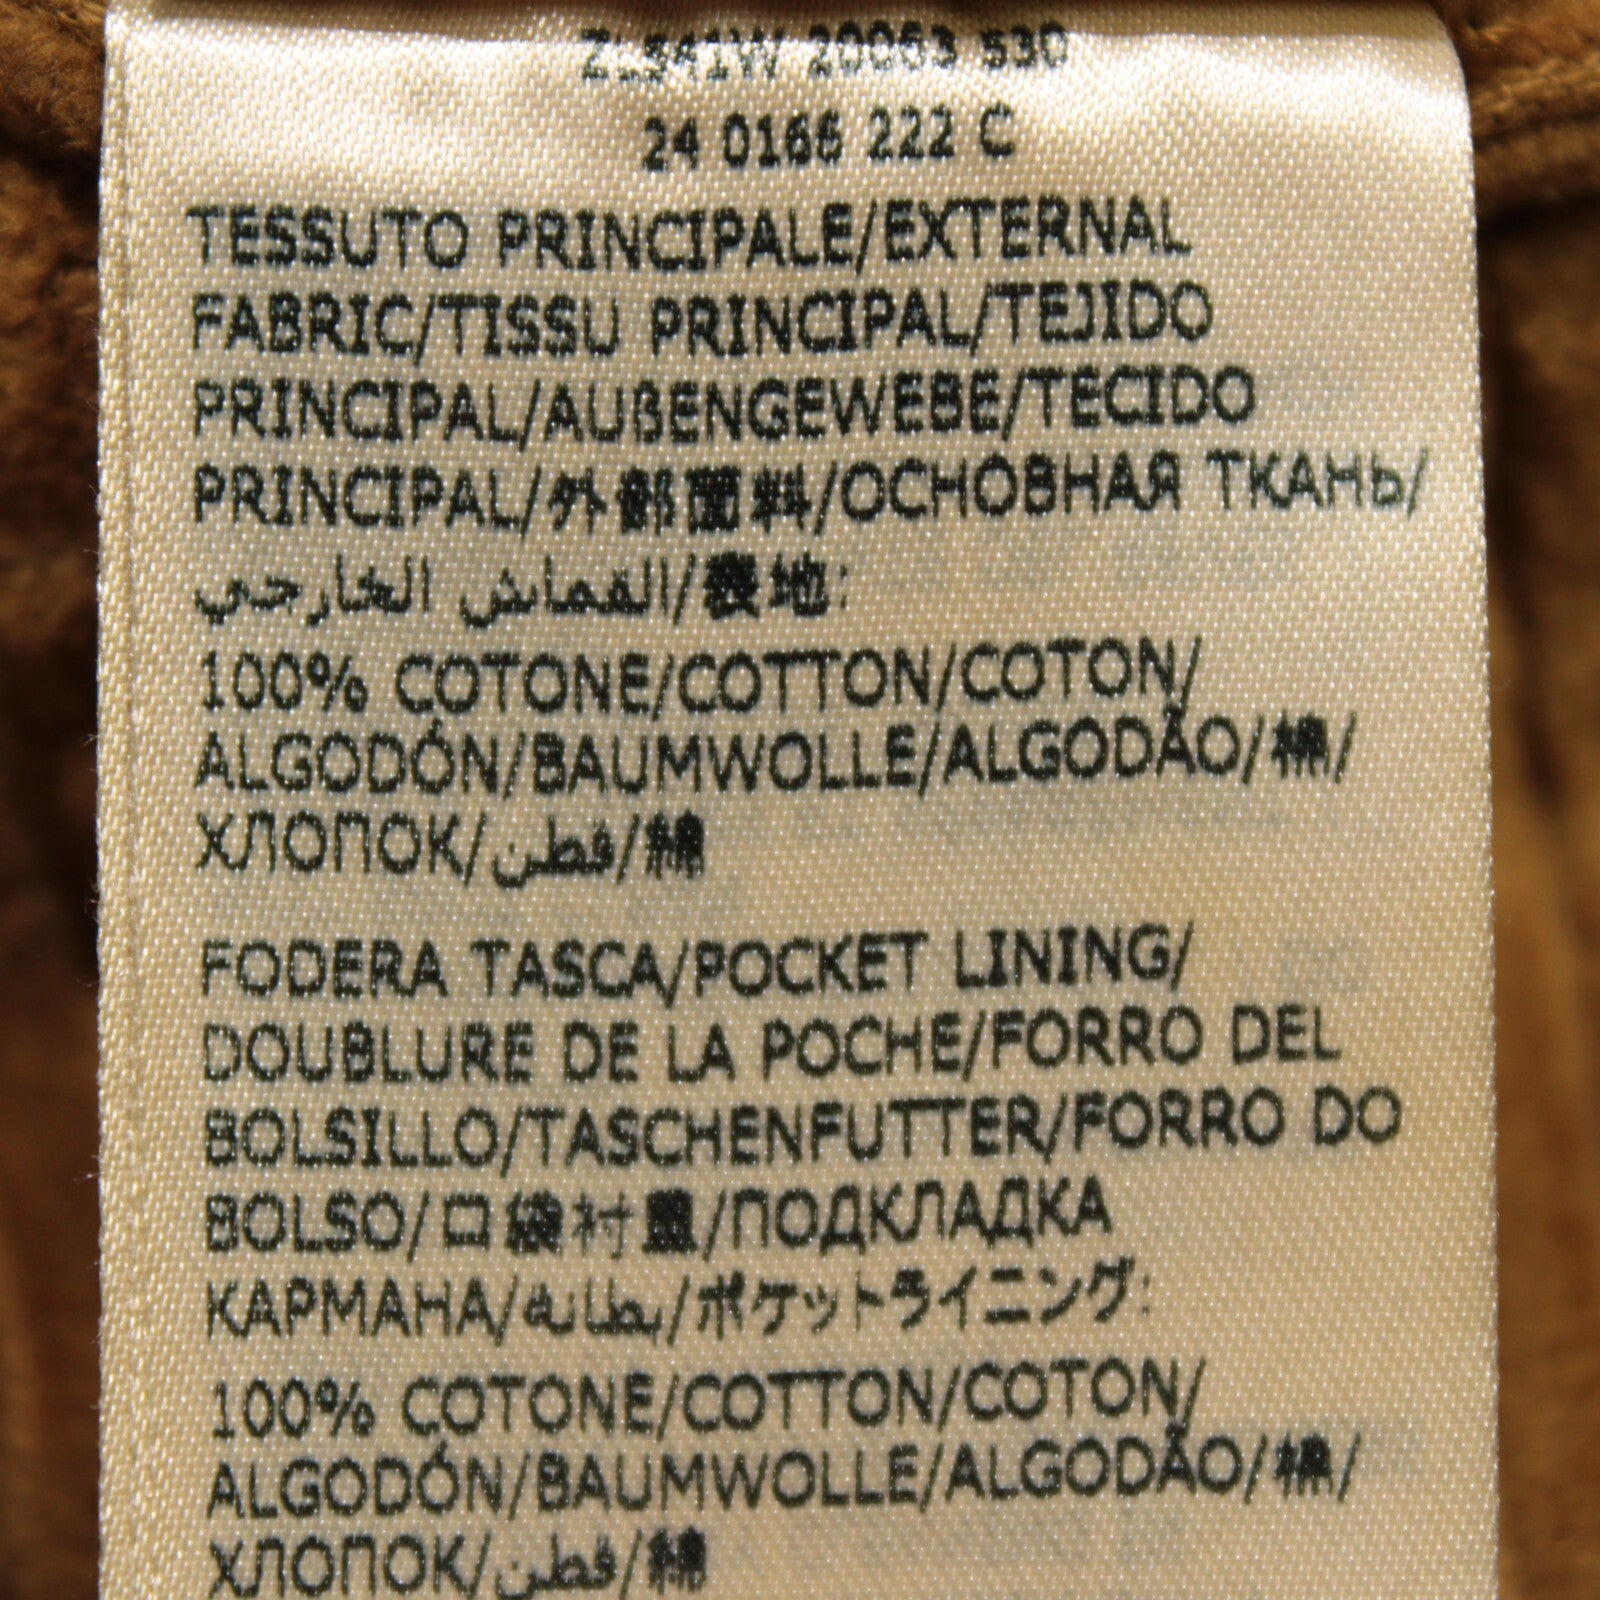 ZLS41W 20063 530
24 0166 222 C
TESSUTO PRINCIPALE/EXTERNAL
FABRIC/TISSU PRINCIPAL/TEJIDO
PRINCIPAL/AUßENGEWEBE/TECIDO
PRINCIPAL/外部面料/ОСНОВНАЯ ТКАНЬ/
القماش الخارجي/表地:
100% COTONE/COTTON/COTON/
ALGODÓN/BAUMWOLLE/ALGODÃO/棉/
ХЛОПОК/قطن/綿
FODERA TASCA/POCKET LINING/
DOUBLURE DE LA POCHE/FORRO DEL
BOLSILLO/TASCHENFUTTER/FORRO DO
BOLSO/口袋衬里/ПОДКЛАДКА
КАРМАНА/بطانة/ポケットライニング:
100% COTONE/COTTON/COTON/
ALGODÓN/BAUMWOLLE/ALGODÃO/棉/
ХЛОПОК/قطن/綿